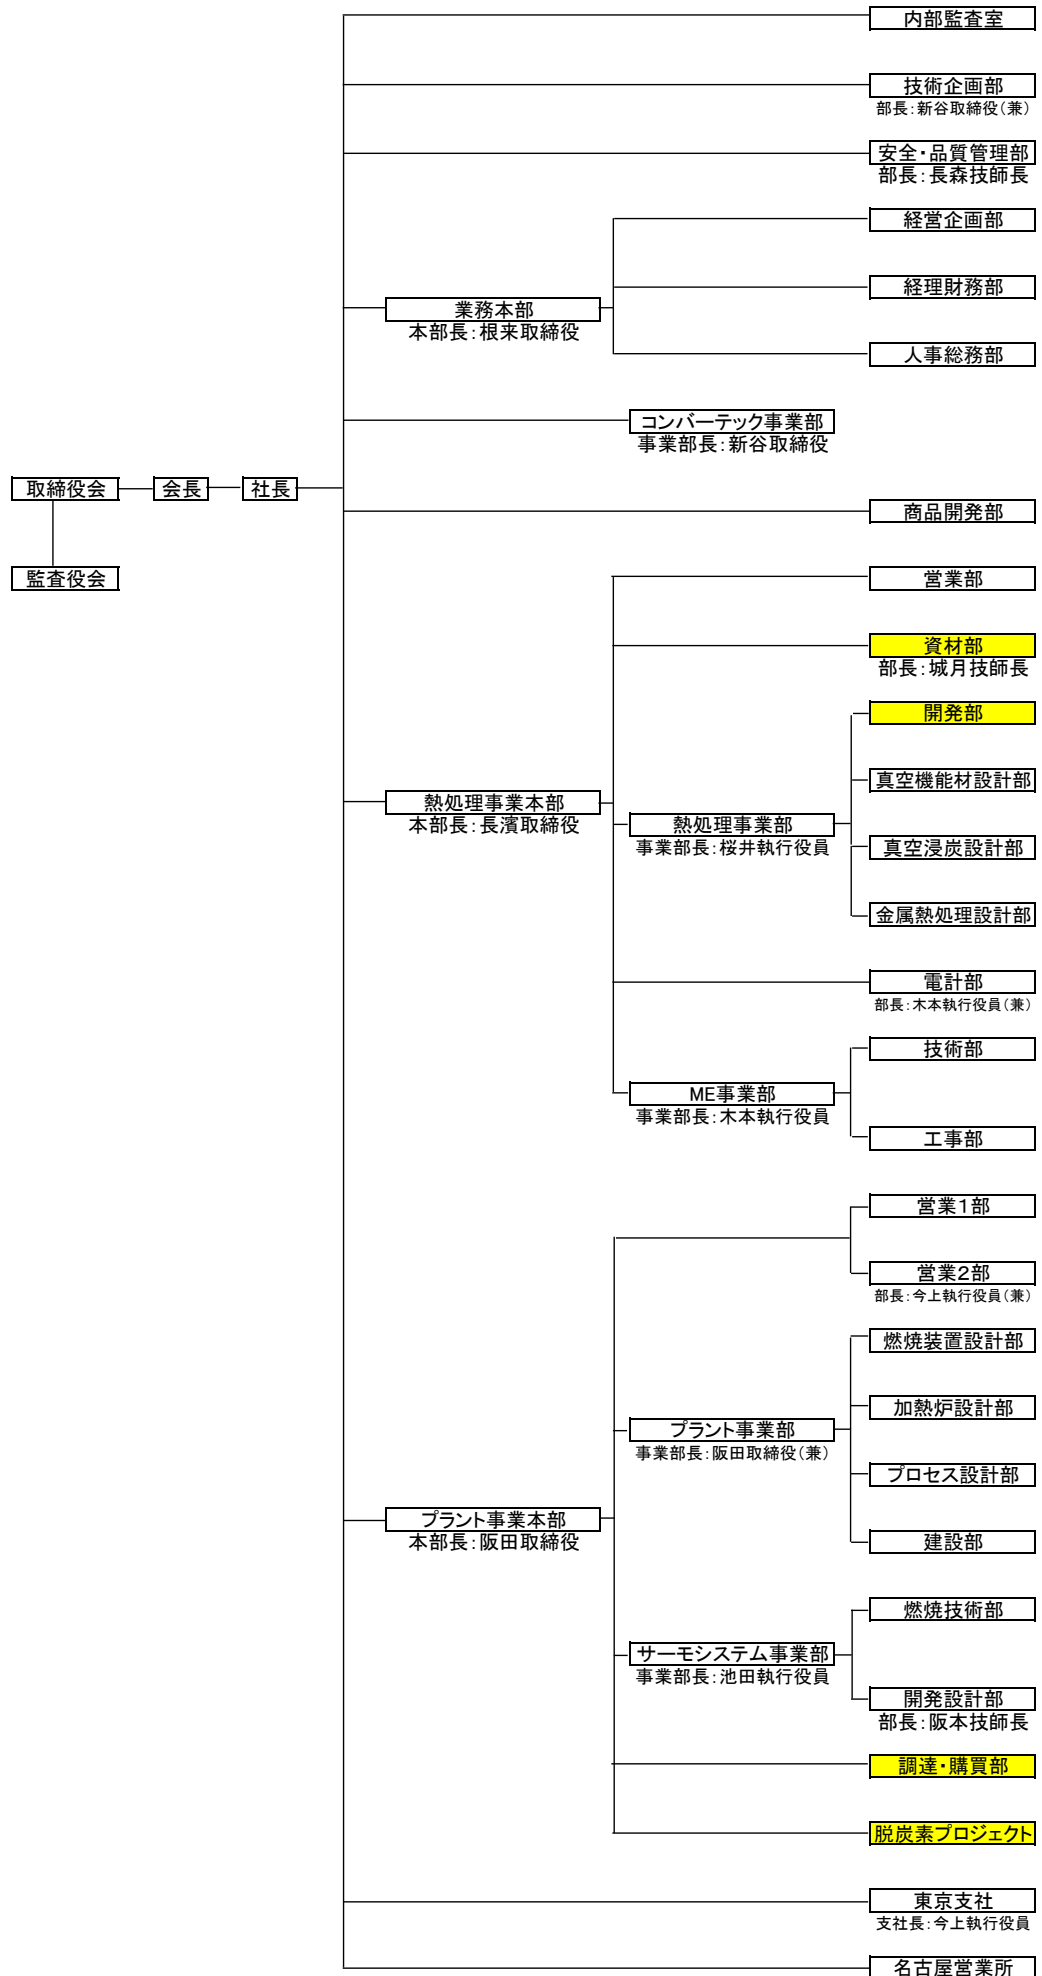 内部監査室
技術企画部
部長：新谷取締役（兼）
安全・品質管理部
部長：長森技師長
経営企画部
経理財務部
業務本部
本部長：根来取締役
人事総務部
コンバーテック事業部
事業部長：新谷取締役
取締役会
会長
社長
商品開発部
監査役会
営業部
資材部
部長：城月技師長
開発部
真空機能材設計部
熱処理事業本部
本部長：長濱取締役
熱処理事業部
事業部長：桜井執行役員
真空浸炭設計部
金属熱処理設計部
電計部
部長：木本執行役員（兼）
技術部
ME事業部
事業部長：木本執行役員
工事部
営業１部
営業２部
部長：今上執行役員（兼）
燃焼装置設計部
加熱炉設計部
プラント事業部
事業部長：阪田取締役（兼）
プロセス設計部
プラント事業本部
本部長：阪田取締役
建設部
燃焼技術部
サーモシステム事業部
事業部長：池田執行役員
開発設計部
部長：阪本技師長
調達・購買部
脱炭素プロジェクト
東京支社
支社長：今上執行役員
名古屋営業所